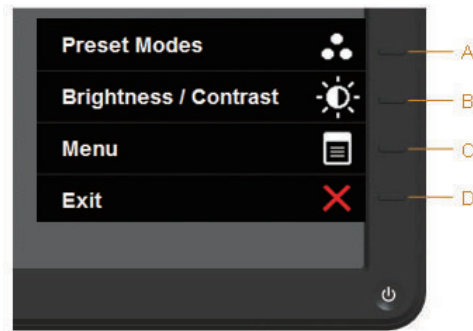 Preset Modes
A
Brightness / Contrast
B
Menu
C
Exit
D